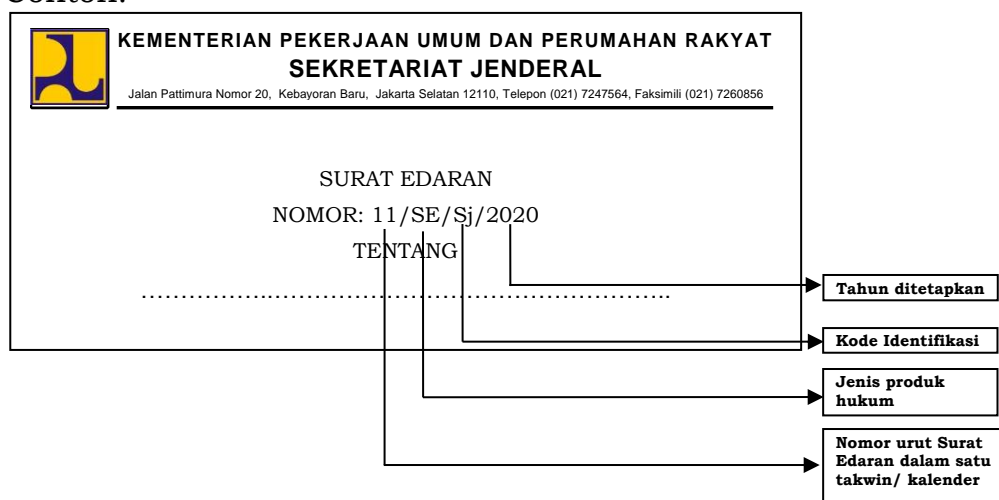 Contoh:
KEMENTERIAN PEKERJAAN UMUM DAN PERUMAHAN RAKYAT
SEKRETARIAT JENDERAL
Jalan Pattimura Nomor 20, Kebayoran Baru, Jakarta Selatan 12110, Telepon (021) 7247564, Faksimili (021) 7260856
SURAT EDARAN
NOMOR: 11/SE/Sj/2020
TENTANG
……………..………………………………………………..
Tahun ditetapkan
Kode Identifikasi
Jenis produk
hukum
Nomor urut Surat
Edaran dalam satu
takwin/ kalender